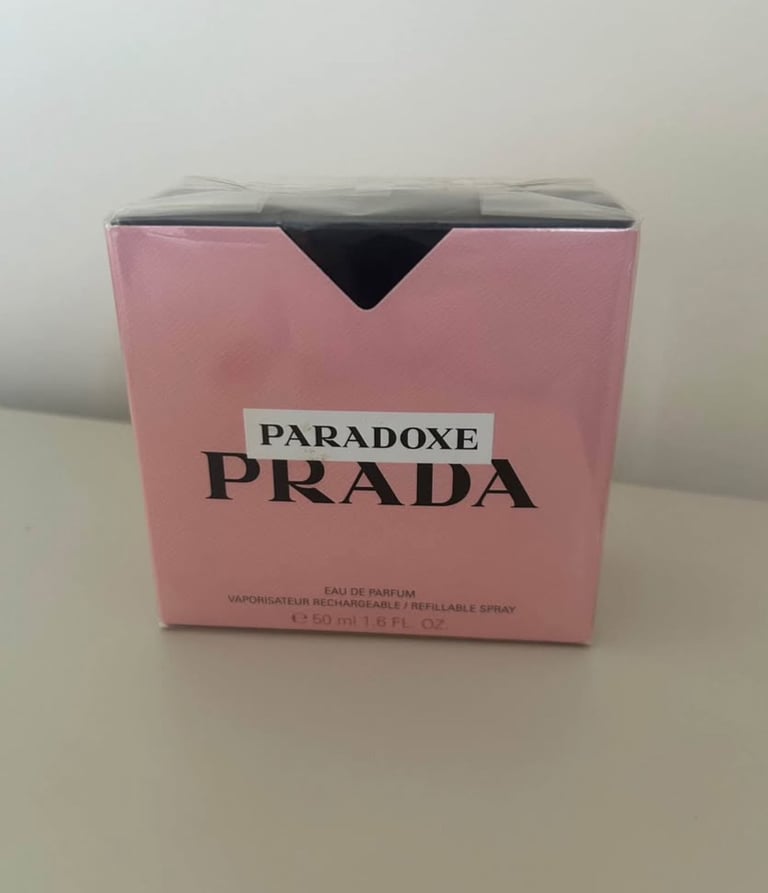 PARADOXE
PRADA
EAU DE PARFUM
VAPORISATEUR RECHARGEABLE / REFILLABLE SPRAY
℮ 50 ml 1.6 FL. OZ.